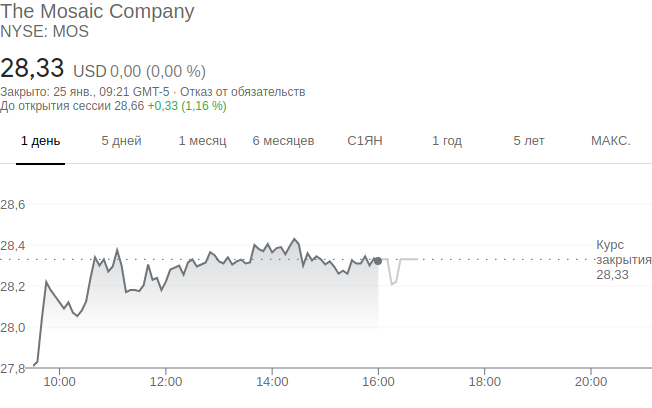 The Mosaic Company
NYSE: MOS
28,33 USD 0,00 (0,00 %)
Закрыто: 25 янв., 09:21 GMT-5 · Отказ от обязательств
До открытия сессии 28,66 +0,33 (1,16 %)
1 день 5 дней 1 месяц 6 месяцев С1ЯН 1 год 5 лет МАКС.
28,6
28,4
28,2
28,0
27,8
Курс
закрытия
28,33
10:00 12:00 14:00 16:00 18:00 20:00